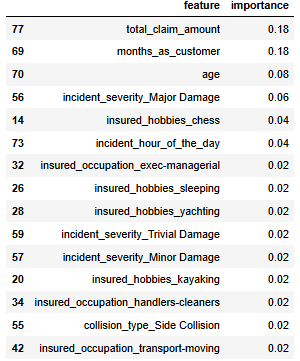 feature importance
77 total_claim_amount 0.18
69 months_as_customer 0.18
70 age 0.08
56 incident_severity_Major Damage 0.06
14 insured_hobbies_chess 0.04
73 incident_hour_of_the_day 0.04
32 insured_occupation_exec-managerial 0.02
26 insured_hobbies_sleeping 0.02
28 insured_hobbies_yachting 0.02
59 incident_severity_Trivial Damage 0.02
57 incident_severity_Minor Damage 0.02
20 insured_hobbies_kayaking 0.02
34 insured_occupation_handlers-cleaners 0.02
55 collision_type_Side Collision 0.02
42 insured_occupation_transport-moving 0.02